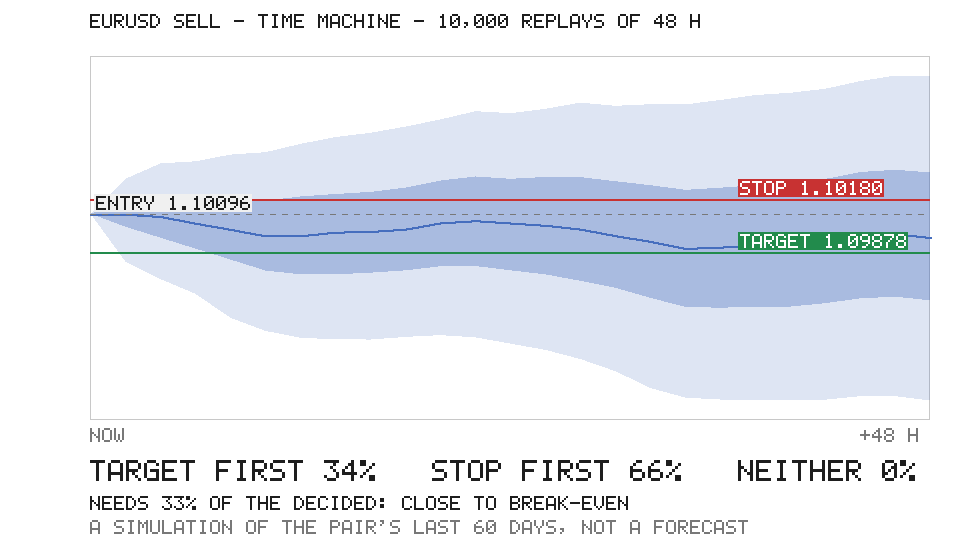 EURUSD SELL - TIME MACHINE - 10,000 REPLAYS OF 48 H
STOP 1.10180
ENTRY 1.10096
TARGET 1.09878
NOW
+48 H
TARGET FIRST 34% STOP FIRST 66% NEITHER 0%
NEEDS 33% OF THE DECIDED: CLOSE TO BREAK-EVEN
A SIMULATION OF THE PAIR'S LAST 60 DAYS, NOT A FORECAST